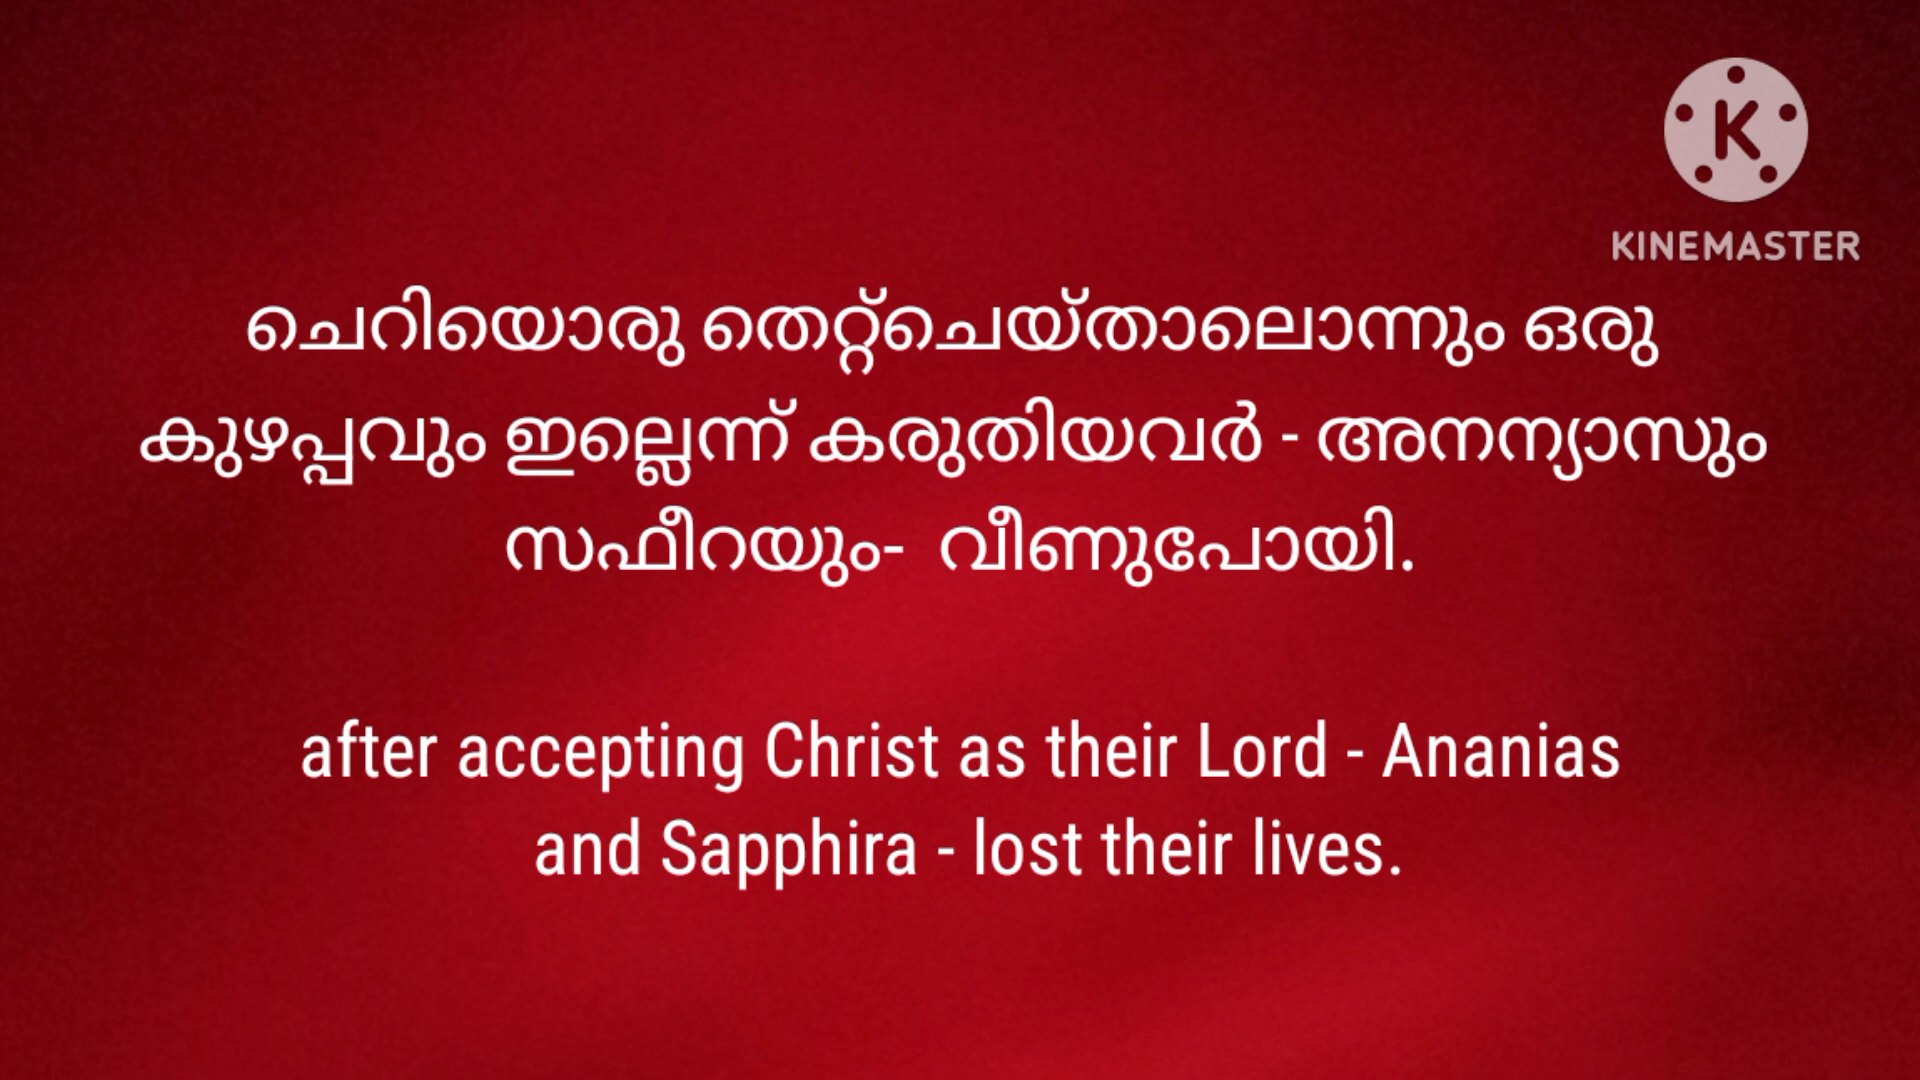 K
KINEMASTER
ചെറിയൊരു തെറ്റ്ചെയ്താലൊന്നും ഒരു
കുഴപ്പവും ഇല്ലെന്ന് കരുതിയവർ - അനന്യാസും
സഫീറയും-  വീണുപോയി.
after accepting Christ as their Lord - Ananias
and Sapphira - lost their lives.